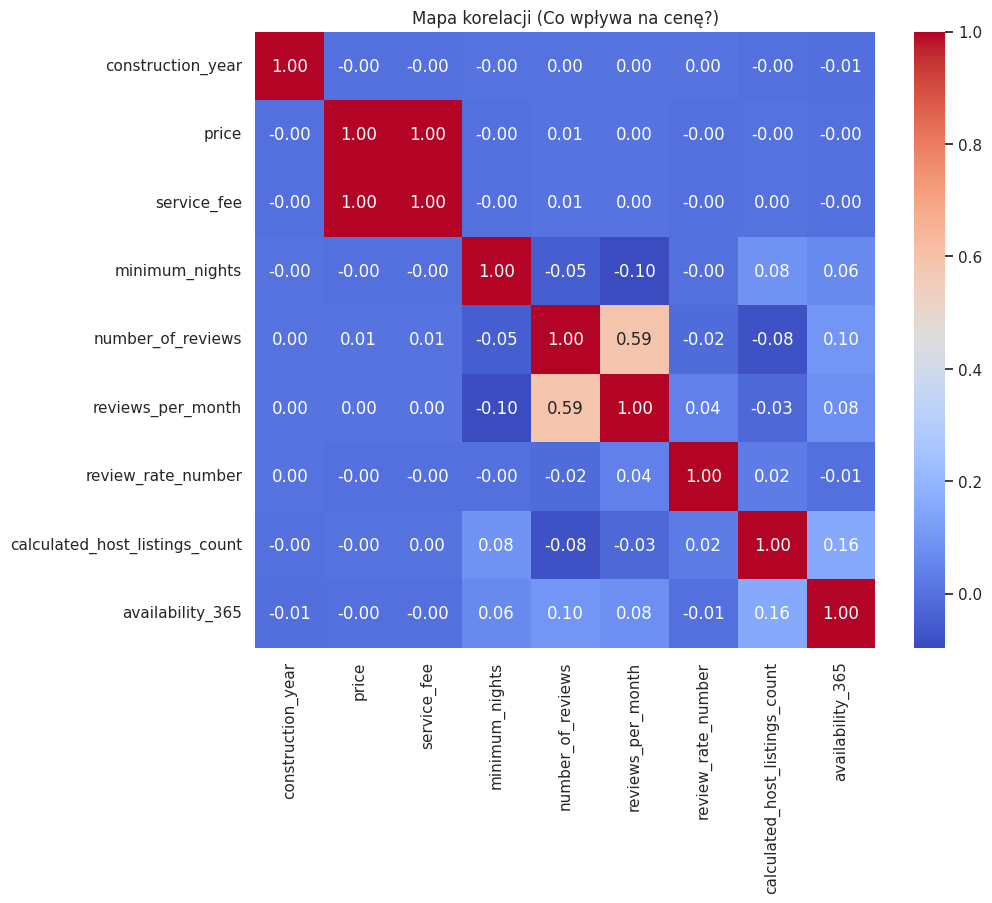 Mapa korelacji (Co wpływa na cenę?)
construction_year 1.00 -0.00 -0.00 -0.00 0.00 0.00 0.00 -0.00 -0.01
price -0.00 1.00 1.00 -0.00 0.01 0.00 -0.00 -0.00 -0.00
service_fee -0.00 1.00 1.00 -0.00 0.01 0.00 -0.00 0.00 -0.00
minimum_nights -0.00 -0.00 -0.00 1.00 -0.05 -0.10 -0.00 0.08 0.06
number_of_reviews 0.00 0.01 0.01 -0.05 1.00 0.59 -0.02 -0.08 0.10
reviews_per_month 0.00 0.00 0.00 -0.10 0.59 1.00 0.04 -0.03 0.08
review_rate_number 0.00 -0.00 -0.00 -0.00 -0.02 0.04 1.00 0.02 -0.01
calculated_host_listings_count -0.00 -0.00 0.00 0.08 -0.08 -0.03 0.02 1.00 0.16
availability_365 -0.01 -0.00 -0.00 0.06 0.10 0.08 -0.01 0.16 1.00
construction_year
price
service_fee
minimum_nights
number_of_reviews
reviews_per_month
review_rate_number
calculated_host_listings_count
availability_365
1.0
0.8
0.6
0.4
0.2
0.0